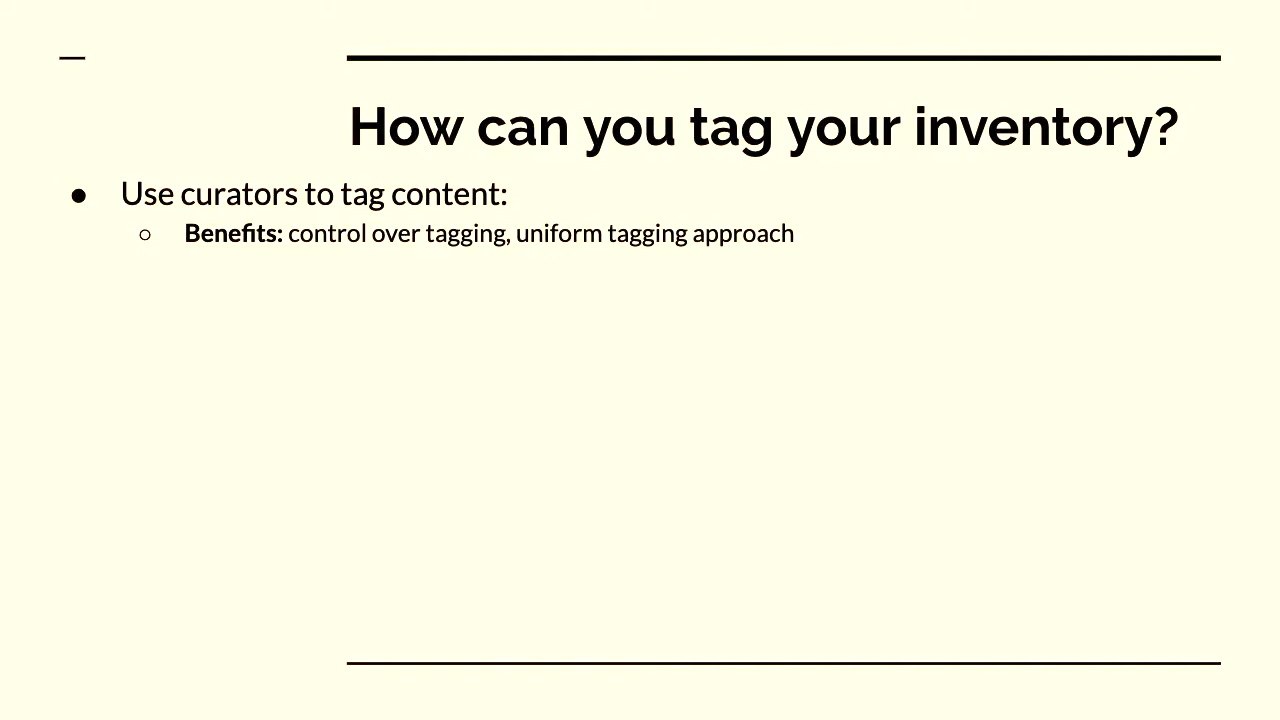 How can you tag your inventory?
● Use curators to tag content:
○ Benefits: control over tagging, uniform tagging approach